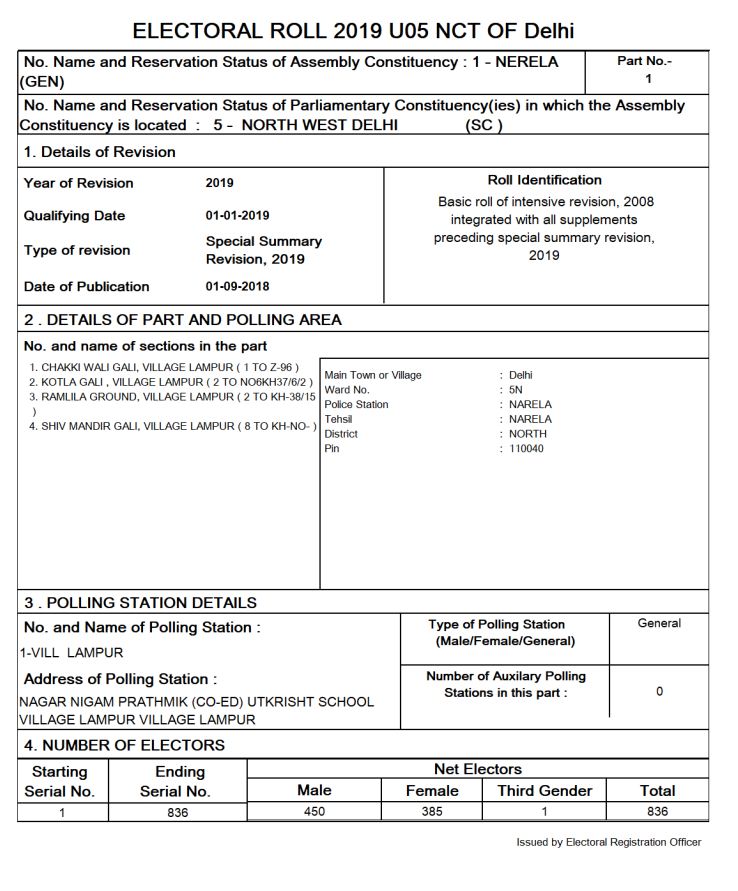 ELECTORAL ROLL 2019 U05 NCT OF Delhi
No. Name and Reservation Status of Assembly Constituency : 1 - NERELA
(GEN)
Part No.-
1
No. Name and Reservation Status of Parliamentary Constituency(ies) in which the Assembly
Constituency is located : 5 - NORTH WEST DELHI (SC )
1. Details of Revision
Year of Revision 2019
Qualifying Date 01-01-2019
Type of revision Special Summary
Revision, 2019
Date of Publication 01-09-2018
Roll Identification
Basic roll of intensive revision, 2008
integrated with all supplements
preceding special summary revision,
2019
2 . DETAILS OF PART AND POLLING AREA
No. and name of sections in the part
1. CHAKKI WALI GALI, VILLAGE LAMPUR ( 1 TO Z-96 )
2. KOTLA GALI , VILLAGE LAMPUR ( 2 TO NO6KH37/6/2 )
3. RAMLILA GROUND, VILLAGE LAMPUR ( 2 TO KH-38/15
)
4. SHIV MANDIR GALI, VILLAGE LAMPUR ( 8 TO KH-NO- )
Main Town or Village : Delhi
Ward No. : 5N
Police Station : NARELA
Tehsil : NARELA
District : NORTH
Pin : 110040
3 . POLLING STATION DETAILS
No. and Name of Polling Station :
1-VILL LAMPUR
Address of Polling Station :
NAGAR NIGAM PRATHMIK (CO-ED) UTKRISHT SCHOOL
VILLAGE LAMPUR VILLAGE LAMPUR
Type of Polling Station
(Male/Female/General)
General
Number of Auxilary Polling
Stations in this part :
0
4. NUMBER OF ELECTORS
Starting
Serial No.
Ending
Serial No.
Net Electors
Male Female Third Gender Total
1 836 450 385 1 836
Issued by Electoral Registration Officer